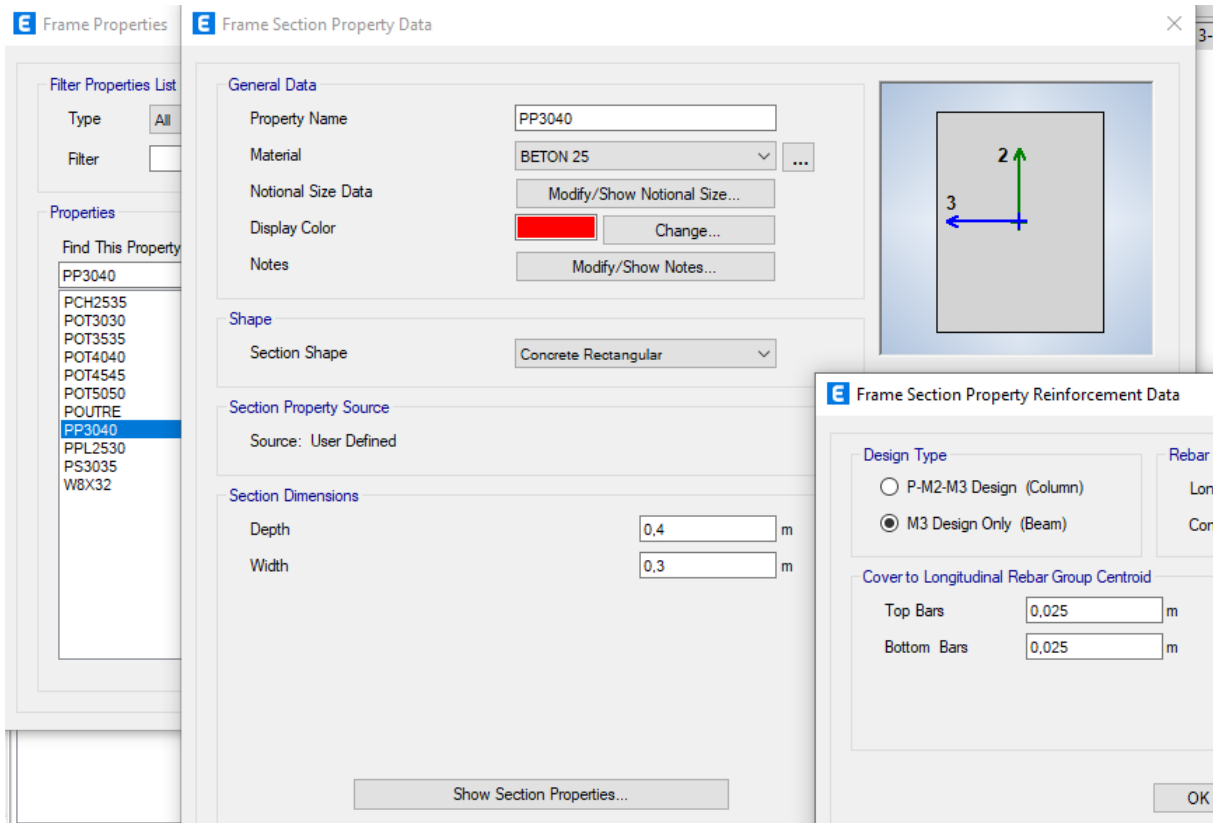 E Frame Properties
Filter Properties List
Type All
Filter
Properties
Find This Property
PP3040
PCH2535
POT3030
POT3535
POT4040
POT4545
POT5050
POUTRE
PP3040
PPL2530
PS3035
W8X32
E Frame Section Property Data
3-
General Data
Property Name PP3040
Material BETON 25 ...
Notional Size Data Modify/Show Notional Size...
Display Color Change...
Notes Modify/Show Notes...
2
3
Shape
Section Shape Concrete Rectangular
Section Property Source
Source: User Defined
Section Dimensions
Depth 0,4 m
Width 0,3 m
Show Section Properties...
E Frame Section Property Reinforcement Data
Design Type
P-M2-M3 Design (Column)
M3 Design Only (Beam)
Rebar
Lon
Con
Cover to Longitudinal Rebar Group Centroid
Top Bars 0,025 m
Bottom Bars 0,025 m
OK